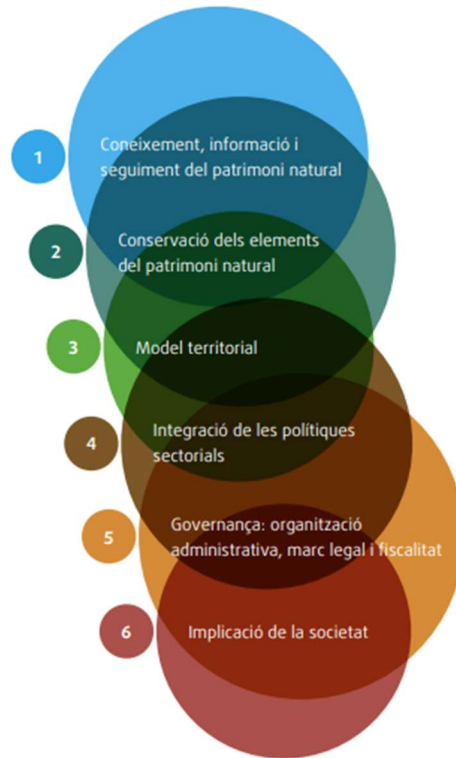 1
Coneixement, informació i
seguiment del patrimoni natural
2
Conservació dels elements
del patrimoni natural
3
Model territorial
4
Integració de les polítiques
sectorials
5
Governança: organització
administrativa, marc legal i fiscalitat
6
Implicació de la societat